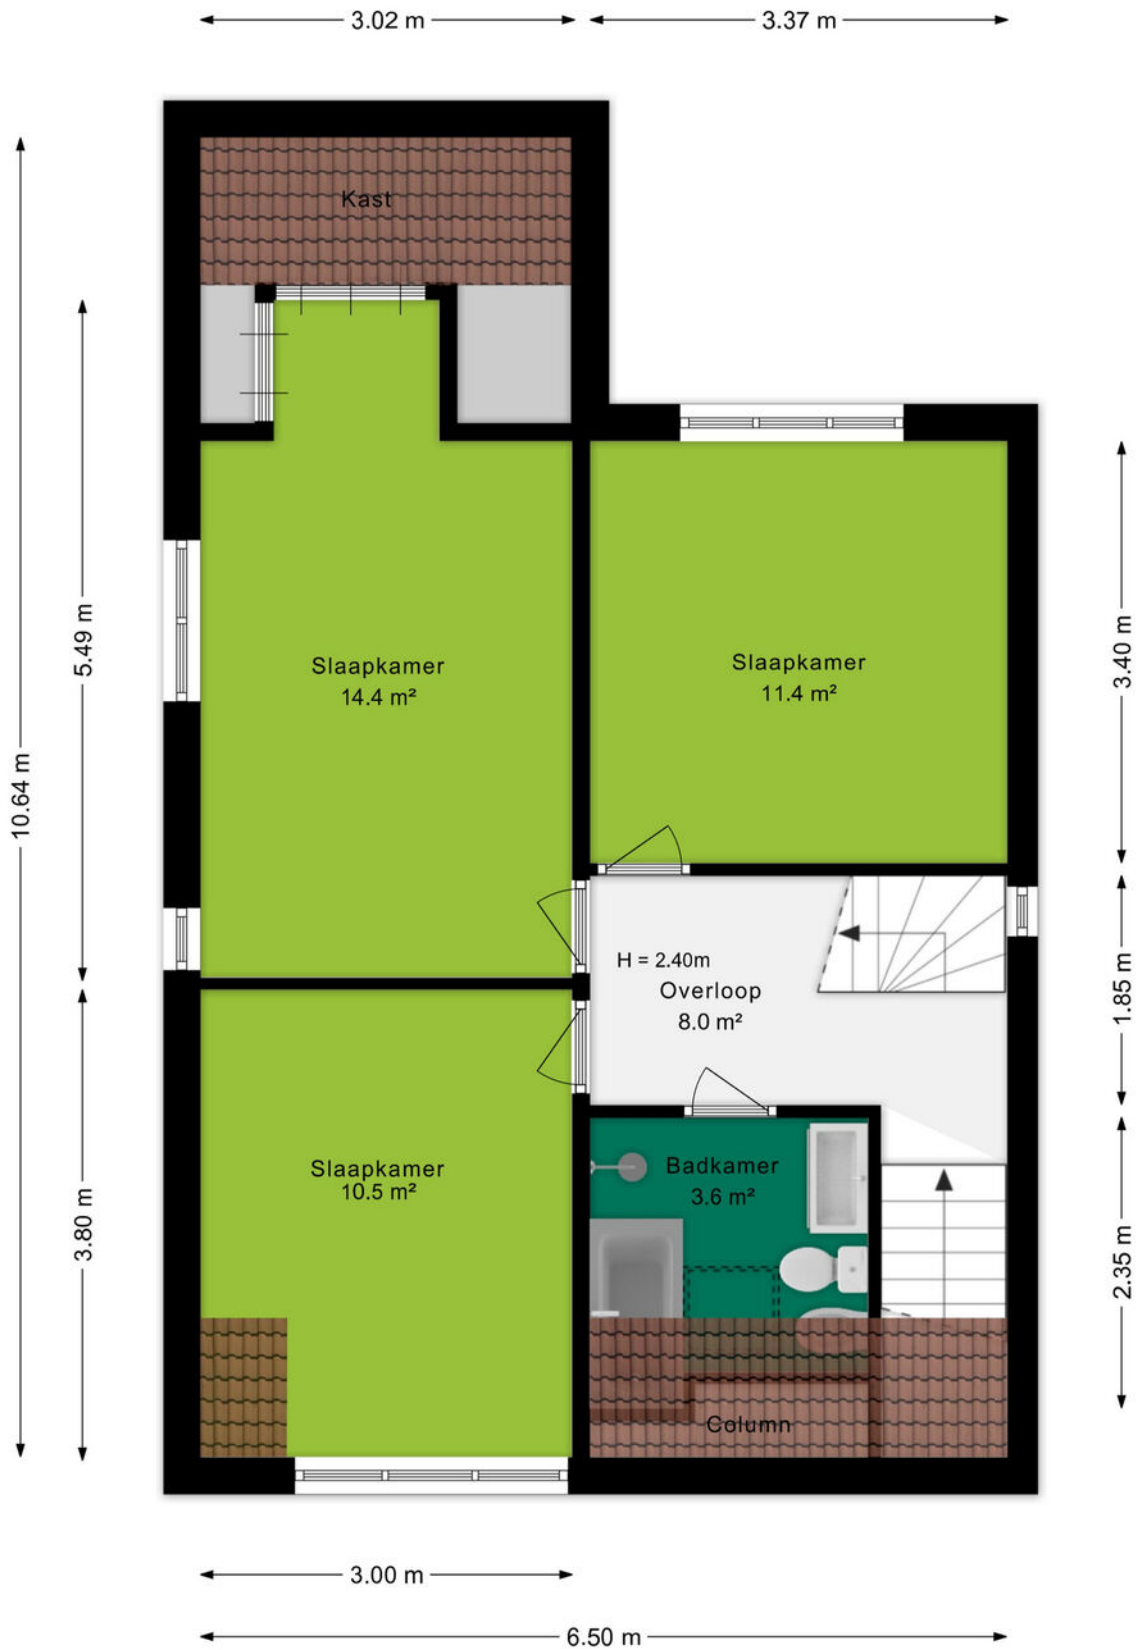 3.02 m
3.37 m
Kast
5.49 m
10.64 m
3.40 m
Slaapkamer
14.4 m²
Slaapkamer
11.4 m²
H = 2.40m
Overloop
8.0 m²
1.85 m
Slaapkamer
10.5 m²
Badkamer
3.6 m²
3.80 m
2.35 m
Column
3.00 m
6.50 m